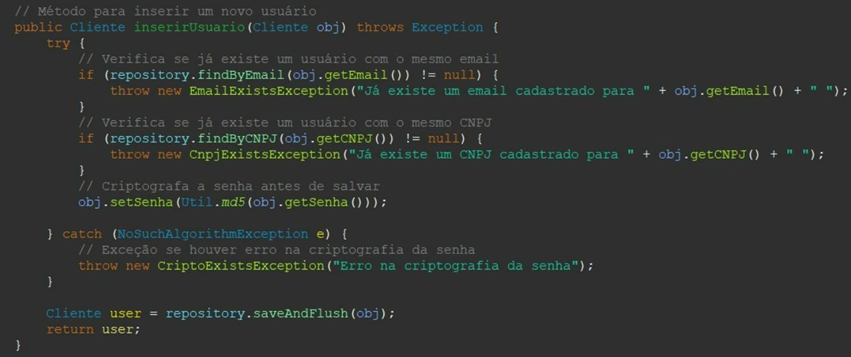 // Método para inserir um novo usuário
public Cliente inserirUsuario(Cliente obj) throws Exception {
try {
// Verifica se já existe um usuário com o mesmo email
if (repository.findByEmail(obj.getEmail()) != null) {
throw new EmailExistsException("Já existe um email cadastrado para " + obj.getEmail() + " ");
}
// Verifica se já existe um usuário com o mesmo CNPJ
if (repository.findByCNPJ(obj.getCNPJ()) != null) {
throw new CnpjExistsException("Já existe um CNPJ cadastrado para " + obj.getCNPJ() + " ");
}
// Criptografa a senha antes de salvar
obj.setSenha(Util.md5(obj.getSenha()));
} catch (NoSuchAlgorithmException e) {
// Exceção se houver erro na criptografia da senha
throw new CriptoExistsException("Erro na criptografia da senha");
}
Cliente user = repository.saveAndFlush(obj);
return user;
}